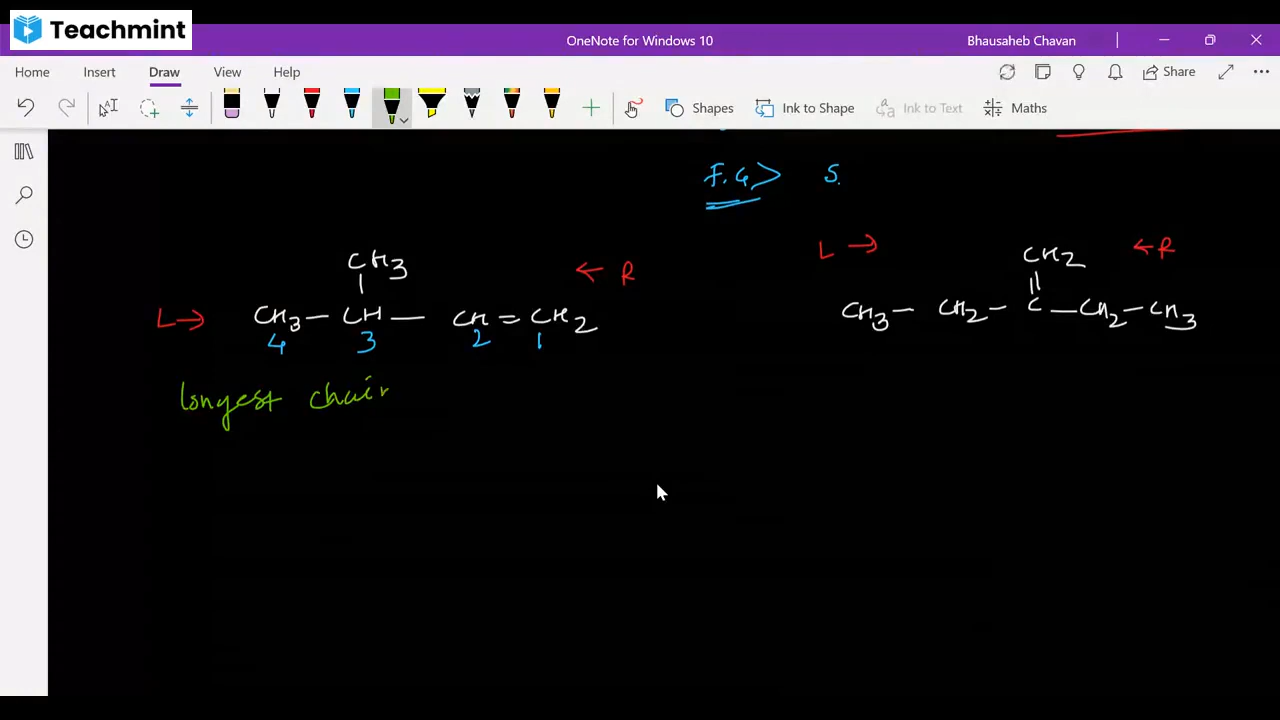 Teachmint
OneNote for Windows 10
Bhausaheb Chavan
Home Insert Draw View Help
Share
Shapes
Ink to Shape
Ink to Text
Maths
F.G > S.
L → ← R
CH2
CH3
||
L → CH3 – CH – CH = CH2 ← R
CH3 – CH2 – C – CH2 – CH3
4 3 2 1
longest chain